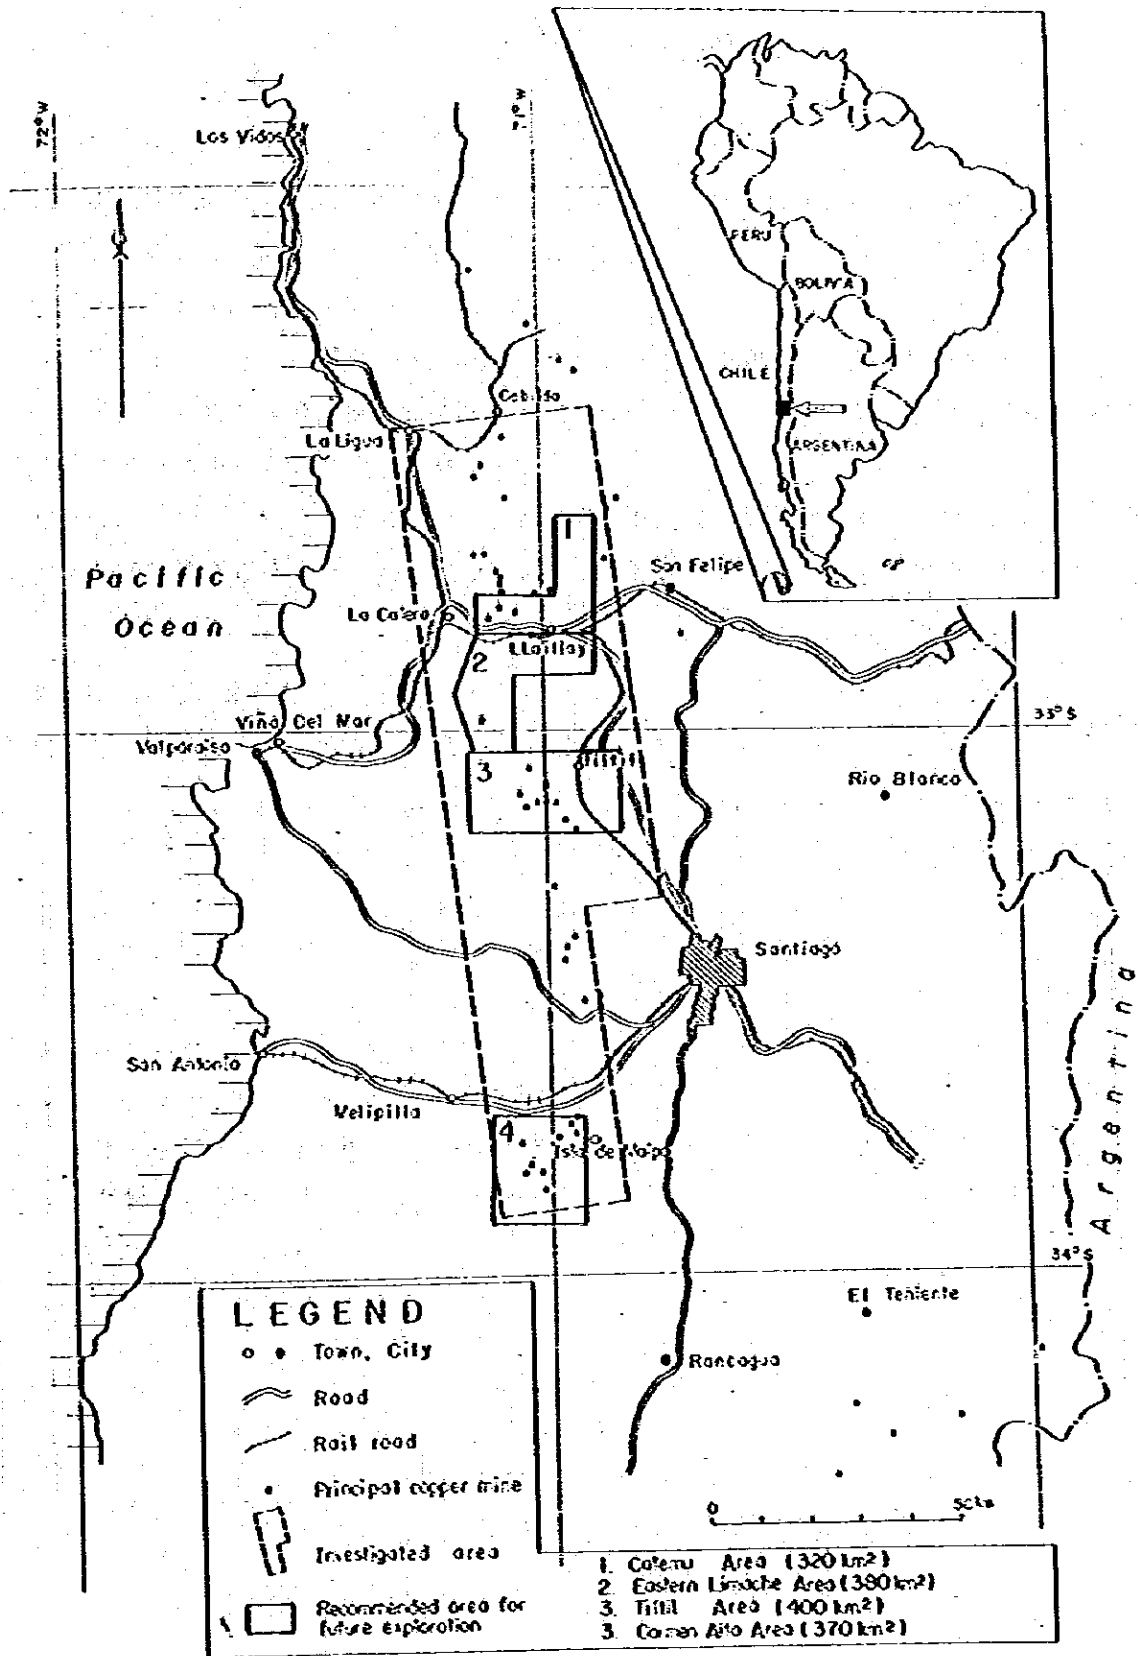 72° W
71° W
Los Vidos
PERU
BOLIVIA
CHILE
ARGENTINA
Cabildo
La Ligua
1
Pacific
Ocean
San Felipe
La Calera
LLaillay
2
Viña Del Mar
33° S
Valparaiso
3
Tiltil
Rio Blanco
Santiago
Argentina
San Antonio
Melipilla
4
Isla de Maipo
34° S
El Teniente
Rancagua
LEGEND
Town, City
Road
Rail road
Principal copper mine
Investigated area
Recommended area for
future exploration
0 50km
1. Catemu Area (320 km2)
2. Eastern Limache Area (380 km2)
3. Tiltil Area (400 km2)
3. Carmen Alto Area (370 km2)